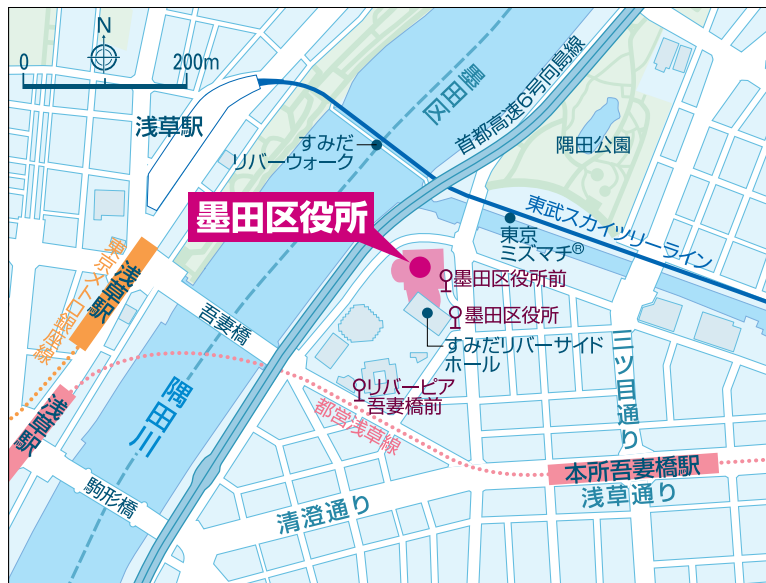 N
0 200m
浅草駅
すみだ
リバーウォーク
墨田区
首都高速6号向島線
隅田公園
墨田区役所
東武スカイツリーライン
東京
ミズマチ®
墨田区役所前
墨田区役所
すみだリバーサイド
ホール
浅草駅
東京メトロ銀座線
吾妻橋
リバーピア
吾妻橋前
三ツ目通り
隅田川
浅草駅
都営浅草線
本所吾妻橋駅
浅草通り
駒形橋
清澄通り